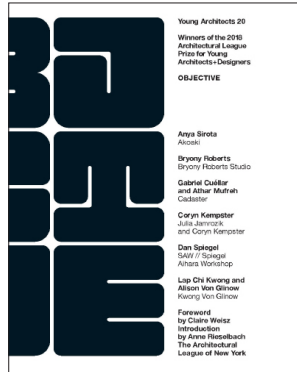 BJ
T
E
Young Architects 20
Winners of the 2018
Architectural League
Prize for Young
Architects+Designers
OBJECTIVE
Anya Sirota
Akoaki
Bryony Roberts
Bryony Roberts Studio
Gabriel Cuéllar
and Athar Mufreh
Cadaster
Coryn Kempster
Julia Jamrozik
and Coryn Kempster
Dan Spiegel
SAW // Spiegel
Aihara Workshop
Lap Chi Kwong and
Alison Von Glinow
Kwong Von Glinow
Foreword
by Claire Weisz
Introduction
by Anne Rieselbach
The Architectural
League of New York